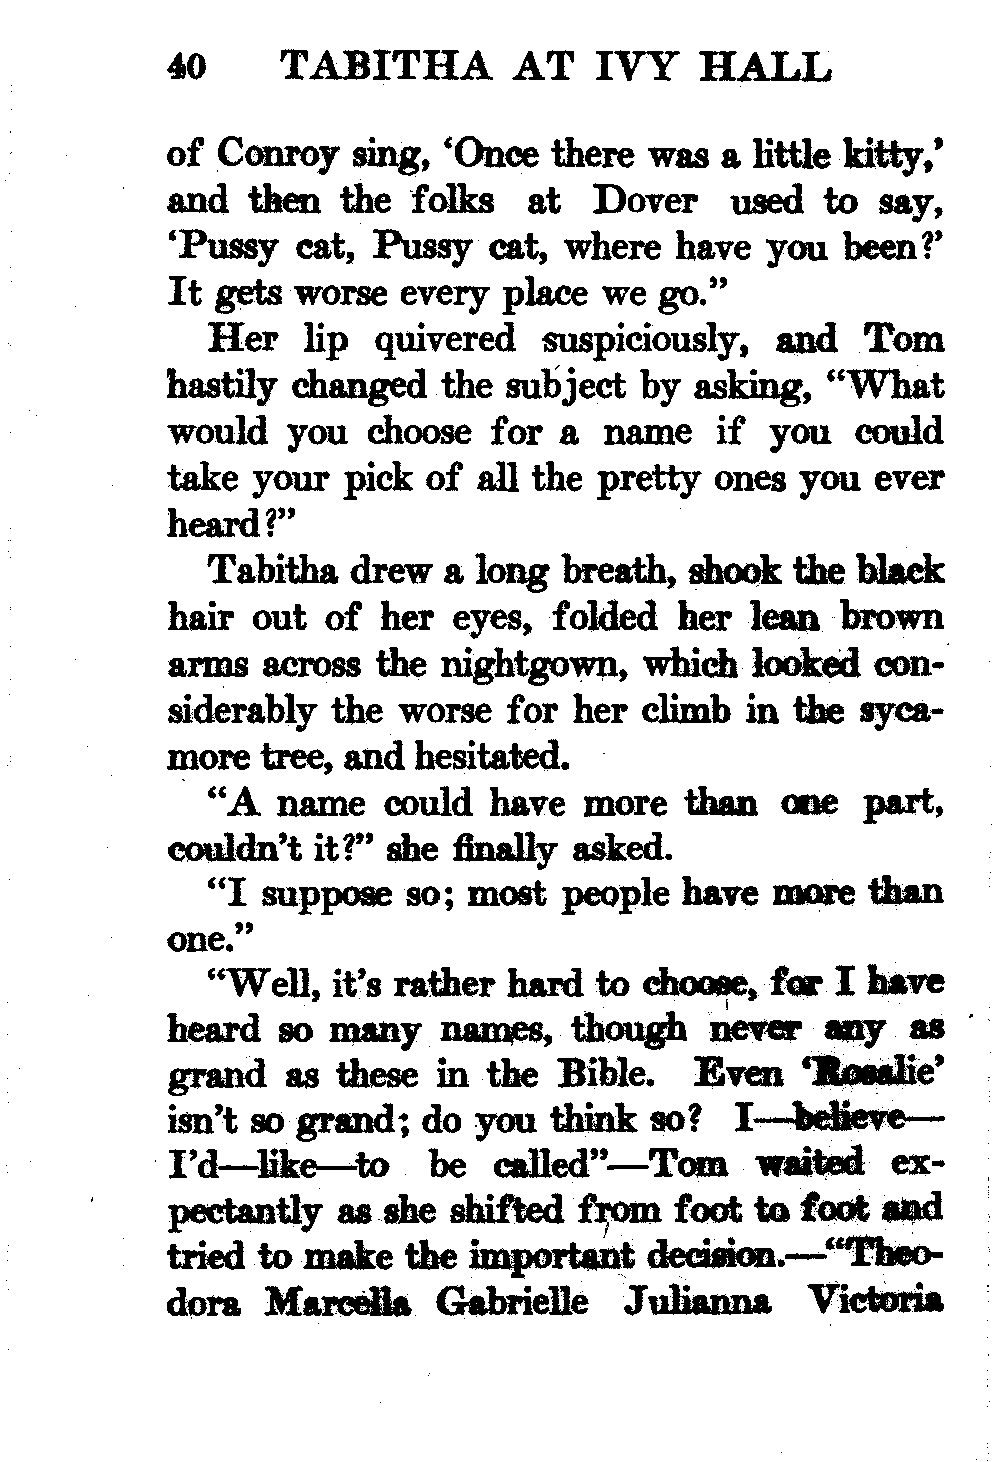 40 TABITHA AT IVY HALL
of Conroy sing, ‘Once there was a little kitty,’
and then the folks at Dover used to say,
‘Pussy cat, Pussy cat, where have you been?’
It gets worse every place we go.”
Her lip quivered suspiciously, and Tom
hastily changed the subject by asking, “What
would you choose for a name if you could
take your pick of all the pretty ones you ever
heard?”
Tabitha drew a long breath, shook the black
hair out of her eyes, folded her lean brown
arms across the nightgown, which looked con-
siderably the worse for her climb in the syca-
more tree, and hesitated.
“A name could have more than one part,
couldn’t it?” she finally asked.
“I suppose so; most people have more than
one.”
“Well, it’s rather hard to choose, for I have
heard so many names, though never any as
grand as these in the Bible. Even ‘Rosalie’
isn’t so grand; do you think so? I—believe—
I’d—like—to be called”—Tom waited ex-
pectantly as she shifted from foot to foot and
tried to make the important decision.—“Theo-
dora Marcella Gabrielle Julianna Victoria